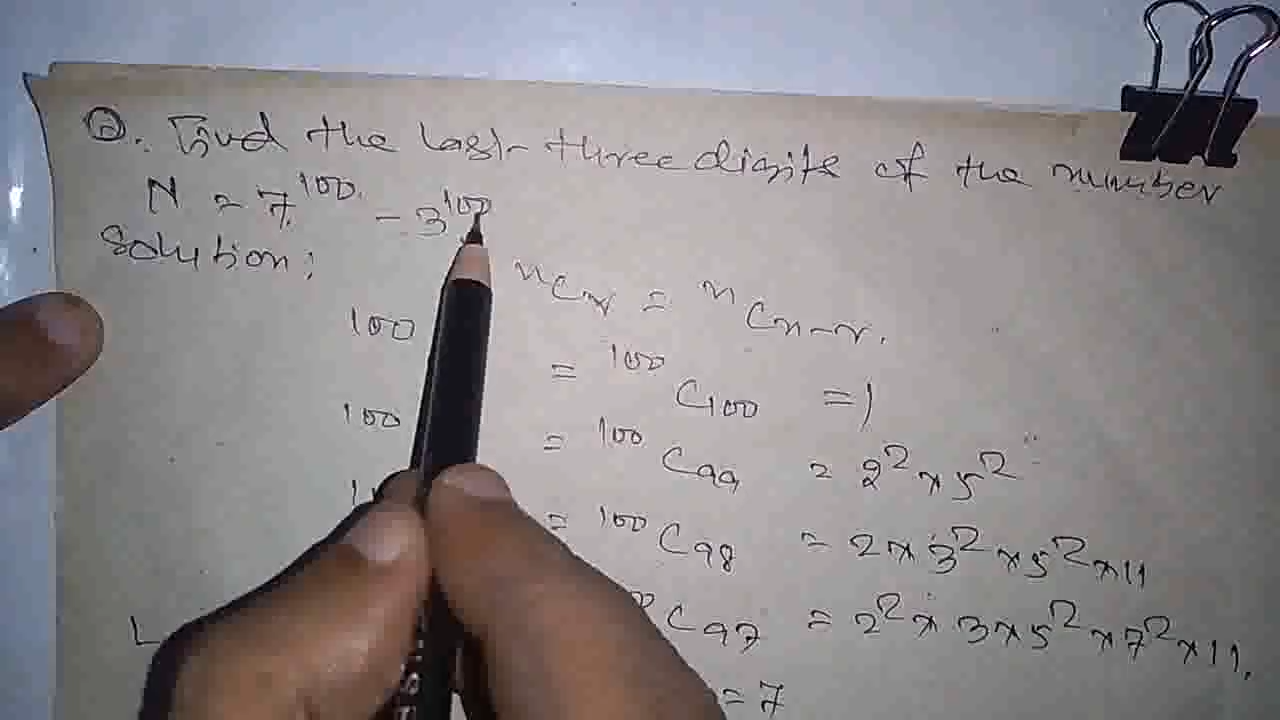 Q. Find the last three digits of the number
N = 7^100 - 3^100
Solution:
nCr = nCn-r.
100 = 100C100 = 1
100 = 100C99 = 2^2 × 5^2
= 100C98 = 2 × 3^2 × 5^2 × 11
C97 = 2^2 × 3 × 5^2 × 7^2 × 11.
L = 7